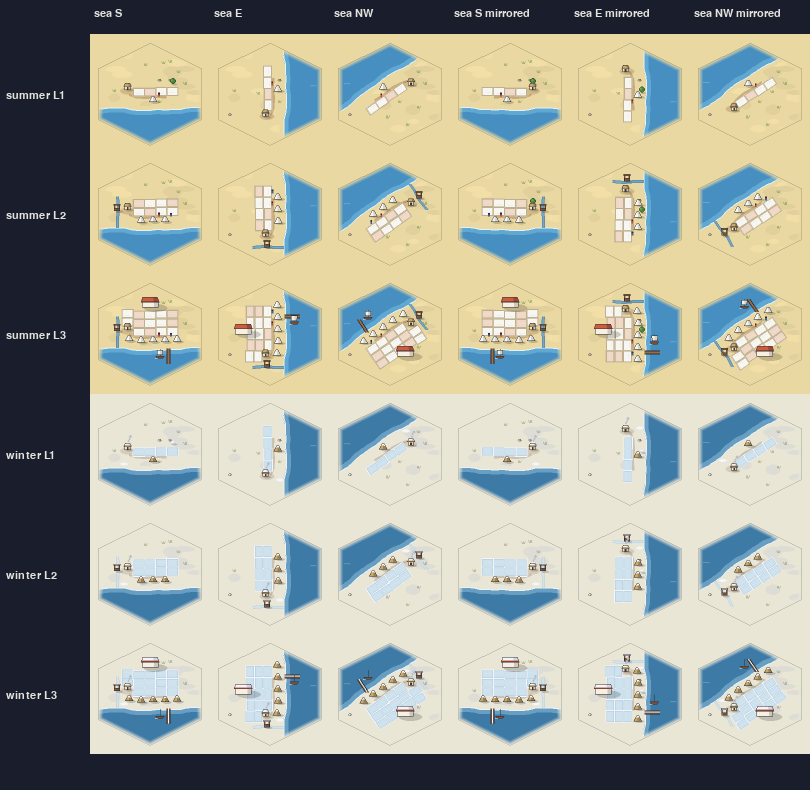 sea S sea E sea NW sea S mirrored sea E mirrored sea NW mirrored
summer L1
summer L2
summer L3
winter L1
winter L2
winter L3